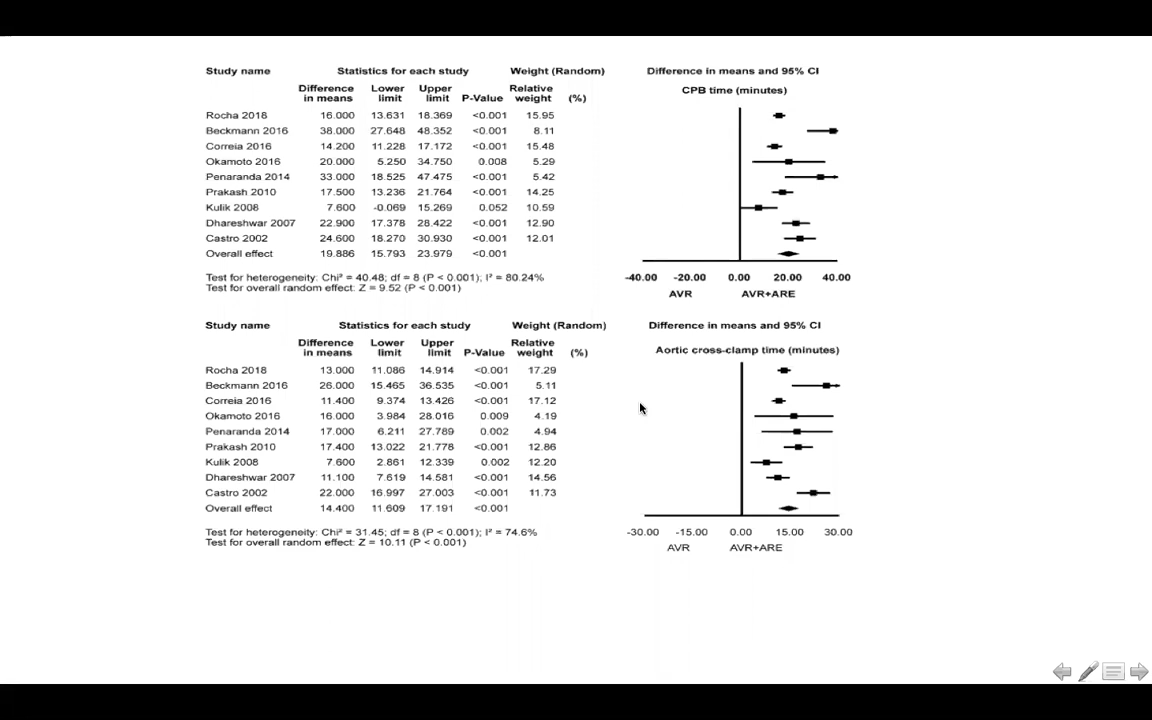 Study name Statistics for each study Weight (Random) Difference in means and 95% CI
Difference in means Lower limit Upper limit P-Value Relative weight (%) CPB time (minutes)
Rocha 2018 16.000 13.631 18.369 <0.001 15.95
Beckmann 2016 38.000 27.648 48.352 <0.001 8.11
Correia 2016 14.200 11.228 17.172 <0.001 15.48
Okamoto 2016 20.000 5.250 34.750 0.008 5.29
Penaranda 2014 33.000 18.525 47.475 <0.001 5.42
Prakash 2010 17.500 13.236 21.764 <0.001 14.25
Kulik 2008 7.600 -0.069 15.269 0.052 10.59
Dhareshwar 2007 22.900 17.378 28.422 <0.001 12.90
Castro 2002 24.600 18.270 30.930 <0.001 12.01
Overall effect 19.886 15.793 23.979 <0.001
Test for heterogeneity: Chi² = 40.48; df = 8 (P < 0.001); I² = 80.24%
Test for overall random effect: Z = 9.52 (P < 0.001)
-40.00 -20.00 0.00 20.00 40.00
AVR AVR+ARE
Study name Statistics for each study Weight (Random) Difference in means and 95% CI
Difference in means Lower limit Upper limit P-Value Relative weight (%) Aortic cross-clamp time (minutes)
Rocha 2018 13.000 11.086 14.914 <0.001 17.29
Beckmann 2016 26.000 15.465 36.535 <0.001 5.11
Correia 2016 11.400 9.374 13.426 <0.001 17.12
Okamoto 2016 16.000 3.984 28.016 0.009 4.19
Penaranda 2014 17.000 6.211 27.789 0.002 4.94
Prakash 2010 17.400 13.022 21.778 <0.001 12.86
Kulik 2008 7.600 2.861 12.339 0.002 12.20
Dhareshwar 2007 11.100 7.619 14.581 <0.001 14.56
Castro 2002 22.000 16.997 27.003 <0.001 11.73
Overall effect 14.400 11.609 17.191 <0.001
Test for heterogeneity: Chi² = 31.45; df = 8 (P < 0.001); I² = 74.6%
Test for overall random effect: Z = 10.11 (P < 0.001)
-30.00 -15.00 0.00 15.00 30.00
AVR AVR+ARE